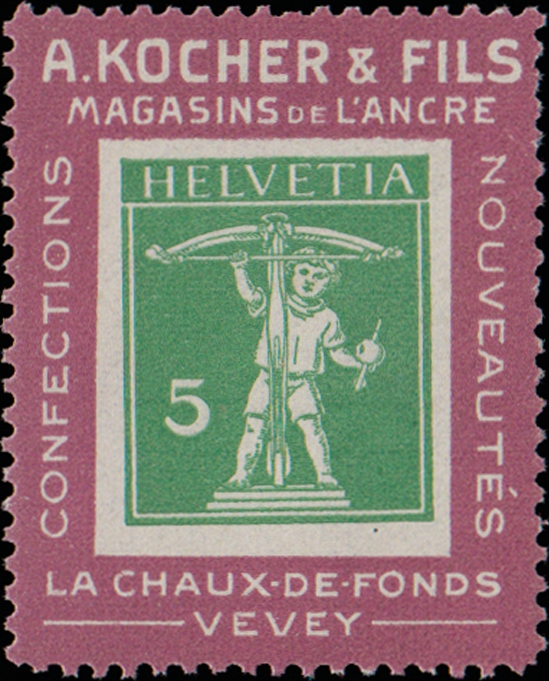 A. KOCHER & FILS
MAGASINS DE L'ANCRE
CONFECTIONS
HELVETIA
5
NOUVEAUTÉS
LA CHAUX-DE-FONDS
VEVEY